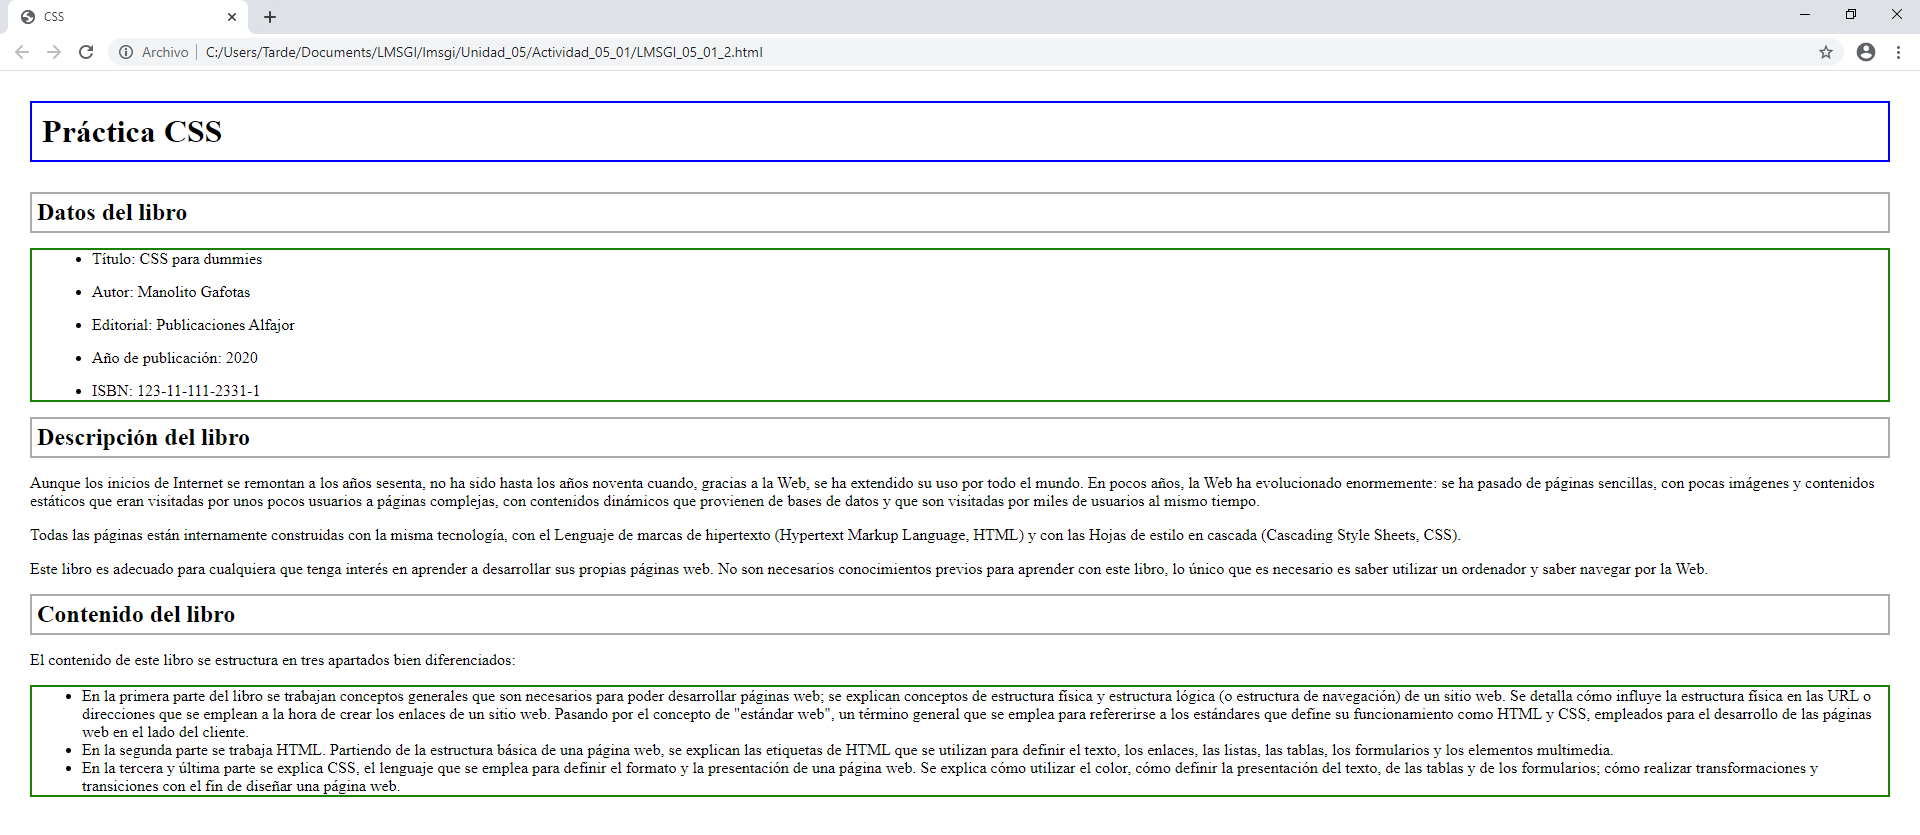 CSS
Archivo
C:/Users/Tarde/Documents/LMSGI/lmsgi/Unidad_05/Actividad_05_01/LMSGI_05_01_2.html
Práctica CSS
Datos del libro
• Título: CSS para dummies
• Autor: Manolito Gafotas
• Editorial: Publicaciones Alfajor
• Año de publicación: 2020
• ISBN: 123-11-111-2331-1
Descripción del libro
Aunque los inicios de Internet se remontan a los años sesenta, no ha sido hasta los años noventa cuando, gracias a la Web, se ha extendido su uso por todo el mundo. En pocos años, la Web ha evolucionado enormemente: se ha pasado de páginas sencillas, con pocas imágenes y contenidos
estáticos que eran visitadas por unos pocos usuarios a páginas complejas, con contenidos dinámicos que provienen de bases de datos y que son visitadas por miles de usuarios al mismo tiempo.
Todas las páginas están internamente construidas con la misma tecnología, con el Lenguaje de marcas de hipertexto (Hypertext Markup Language, HTML) y con las Hojas de estilo en cascada (Cascading Style Sheets, CSS).
Este libro es adecuado para cualquiera que tenga interés en aprender a desarrollar sus propias páginas web. No son necesarios conocimientos previos para aprender con este libro, lo único que es necesario es saber utilizar un ordenador y saber navegar por la Web.
Contenido del libro
El contenido de este libro se estructura en tres apartados bien diferenciados:
• En la primera parte del libro se trabajan conceptos generales que son necesarios para poder desarrollar páginas web; se explican conceptos de estructura física y estructura lógica (o estructura de navegación) de un sitio web. Se detalla cómo influye la estructura física en las URL o
direcciones que se emplean a la hora de crear los enlaces de un sitio web. Pasando por el concepto de "estándar web", un término general que se emplea para refererirse a los estándares que define su funcionamiento como HTML y CSS, empleados para el desarrollo de las páginas
web en el lado del cliente.
• En la segunda parte se trabaja HTML. Partiendo de la estructura básica de una página web, se explican las etiquetas de HTML que se utilizan para definir el texto, los enlaces, las listas, las tablas, los formularios y los elementos multimedia.
• En la tercera y última parte se explica CSS, el lenguaje que se emplea para definir el formato y la presentación de una página web. Se explica cómo utilizar el color, cómo definir la presentación del texto, de las tablas y de los formularios; cómo realizar transformaciones y
transiciones con el fin de diseñar una página web.